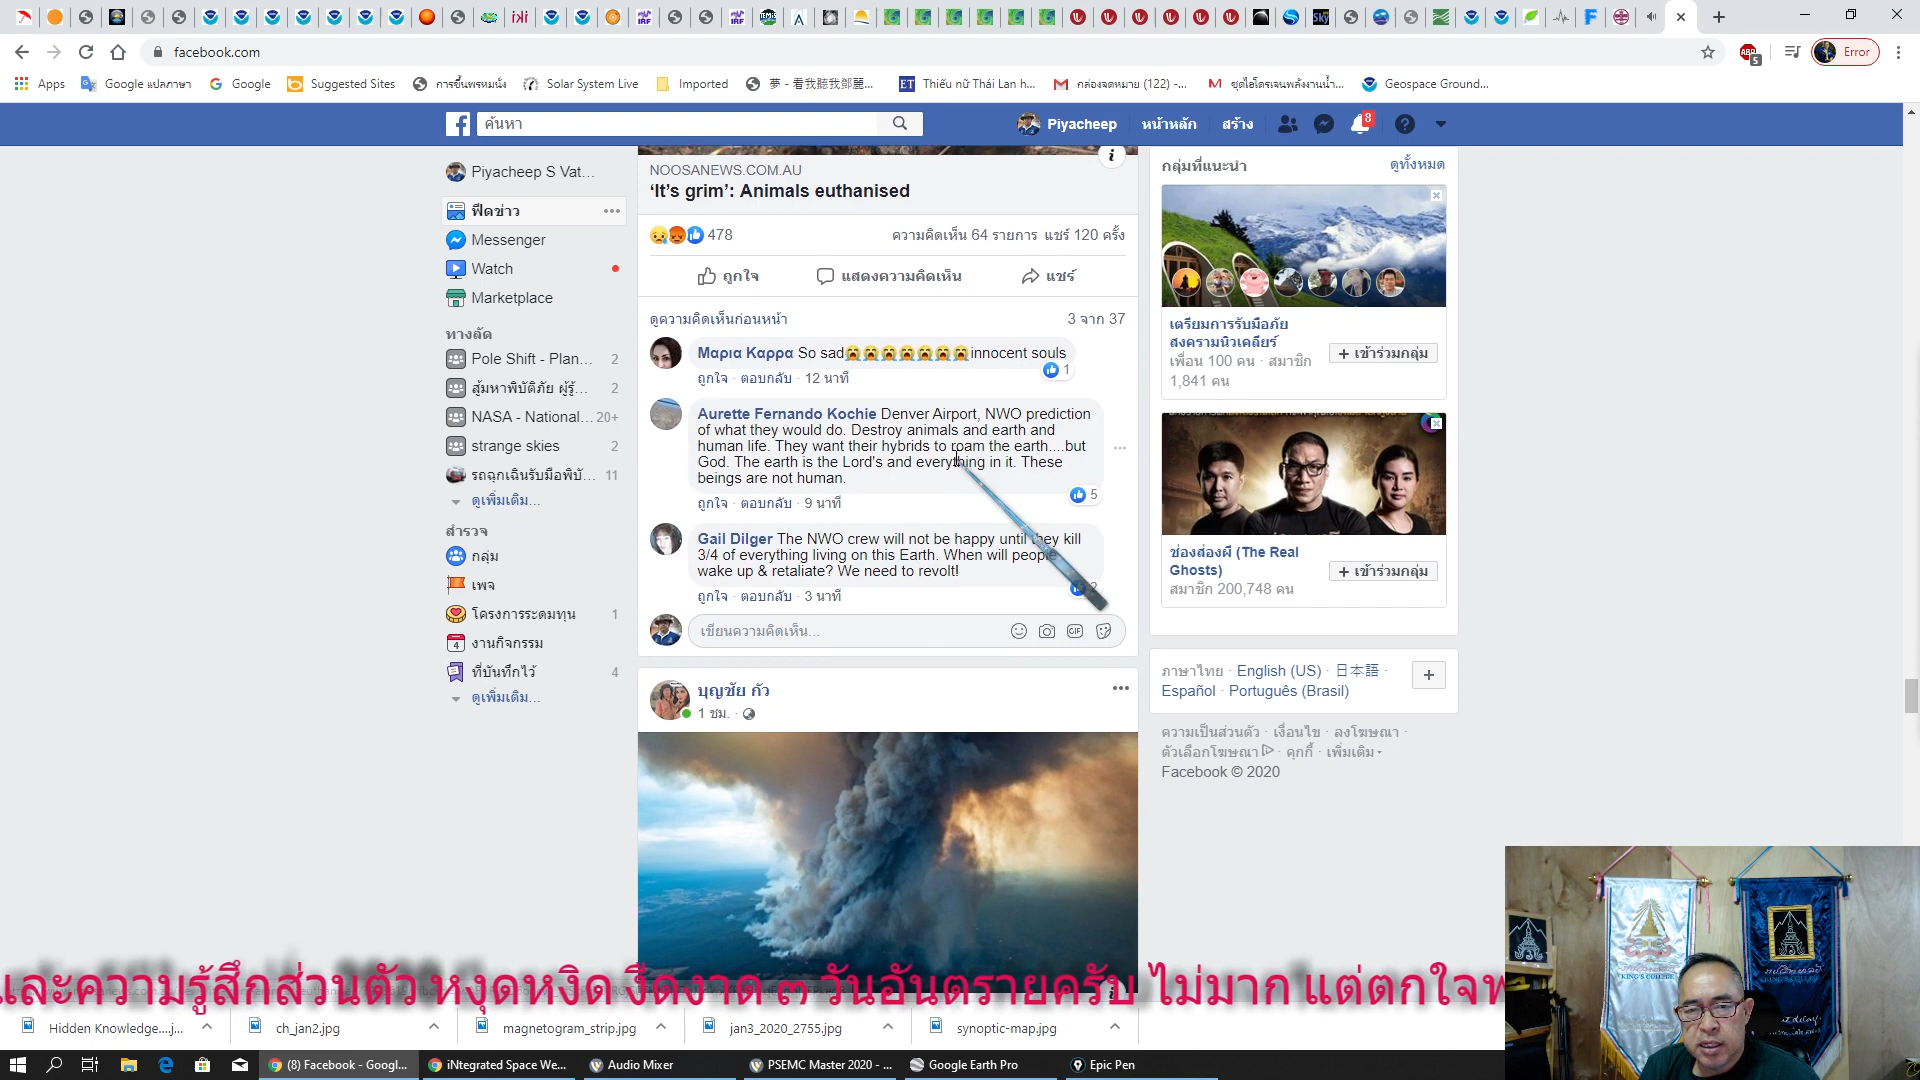 facebook.com
Error
Apps
Google แปลภาษา
Google
Suggested Sites
การขึ้นพรหมนั่ง
Solar System Live
Imported
夢 - 看我聽我鄧麗...
Thiếu nữ Thái Lan h...
กล่องจดหมาย (122) -...
ชุดไฮโดรเจนพลังงานน้ำ...
Geospace Ground...
ค้นหา
Piyacheep
หน้าหลัก
สร้าง
8
Piyacheep S Vat...
ฟีดข่าว
Messenger
Watch
Marketplace
ทางลัด
Pole Shift - Plan... 2
สู้มหาพิบัติภัย ผู้รู้... 2
NASA - National... 20+
strange skies 2
รถฉุกเฉินรับมือพิบั... 11
ดูเพิ่มเติม...
สำรวจ
กลุ่ม
เพจ
โครงการระดมทุน 1
งานกิจกรรม
ที่บันทึกไว้ 4
ดูเพิ่มเติม...
NOOSANEWS.COM.AU
‘It’s grim’: Animals euthanised
478
ความคิดเห็น 64 รายการ แชร์ 120 ครั้ง
ถูกใจ
แสดงความคิดเห็น
แชร์
ดูความคิดเห็นก่อนหน้า
3 จาก 37
Μαρια Καρρα So sad😭😭😭😭😭😭😭innocent souls
1
ถูกใจ · ตอบกลับ · 12 นาที
Aurette Fernando Kochie Denver Airport, NWO prediction
of what they would do. Destroy animals and earth and
human life. They want their hybrids to roam the earth....but
God. The earth is the Lord's and everything in it. These
beings are not human.
5
ถูกใจ · ตอบกลับ · 9 นาที
Gail Dilger The NWO crew will not be happy until they kill
3/4 of everything living on this Earth. When will people
wake up & retaliate? We need to revolt!
2
ถูกใจ · ตอบกลับ · 3 นาที
เขียนความคิดเห็น...
GIF
บุญชัย กัว
1 ชม. ·
กลุ่มที่แนะนำ
ดูทั้งหมด
เตรียมการรับมือภัย
สงครามนิวเคลียร์
เพื่อน 100 คน · สมาชิก
1,841 คน
+ เข้าร่วมกลุ่ม
ช่องส่องผี (The Real
Ghosts)
สมาชิก 200,748 คน
+ เข้าร่วมกลุ่ม
ภาษาไทย · English (US) · 日本語 ·
Español · Português (Brasil)
ความเป็นส่วนตัว · เงื่อนไข · ลงโฆษณา ·
ตัวเลือกโฆษณา · คุกกี้ · เพิ่มเติม
Facebook © 2020
และความรู้สึกส่วนตัว หงุดหงิด งึดงาด ๓ วันอันตรายครับ ไม่มาก แต่ตกใจพ
Hidden Knowledge....j...
ch_jan2.jpg
magnetogram_strip.jpg
jan3_2020_2755.jpg
synoptic-map.jpg
(8) Facebook - Googl...
iNtegrated Space We...
Audio Mixer
PSEMC Master 2020 - ...
Google Earth Pro
Epic Pen
KING'S COLLEGE